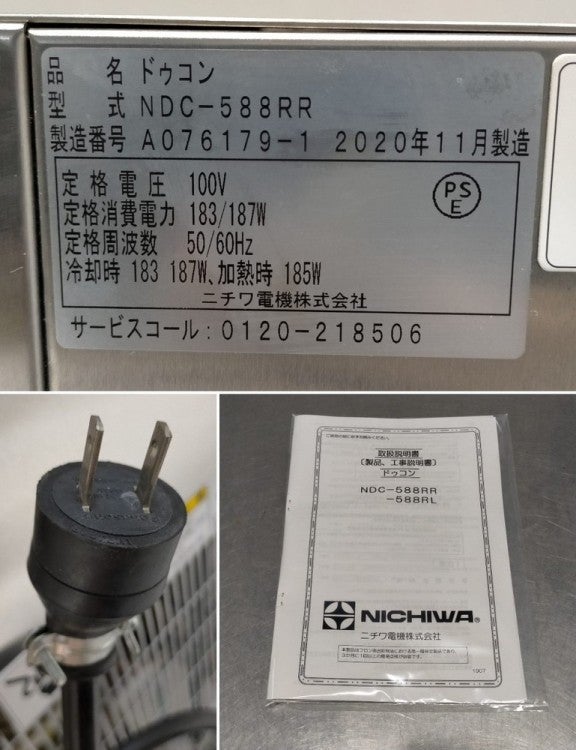 品 名 ドゥコン
型 式 NDC-588RR
製造番号 A076179-1 2020年11月製造
定格電圧 100V
定格消費電力 183/187W
定格周波数 50/60Hz
冷却時 183 187W、加熱時 185W
PS
E
ニチワ電機株式会社
サービスコール：0120-218506
取扱説明書
(製品、工事説明書)
ドゥコン
NDC-588RR
-588RL
NICHIWA®
ニチワ電機株式会社
1907